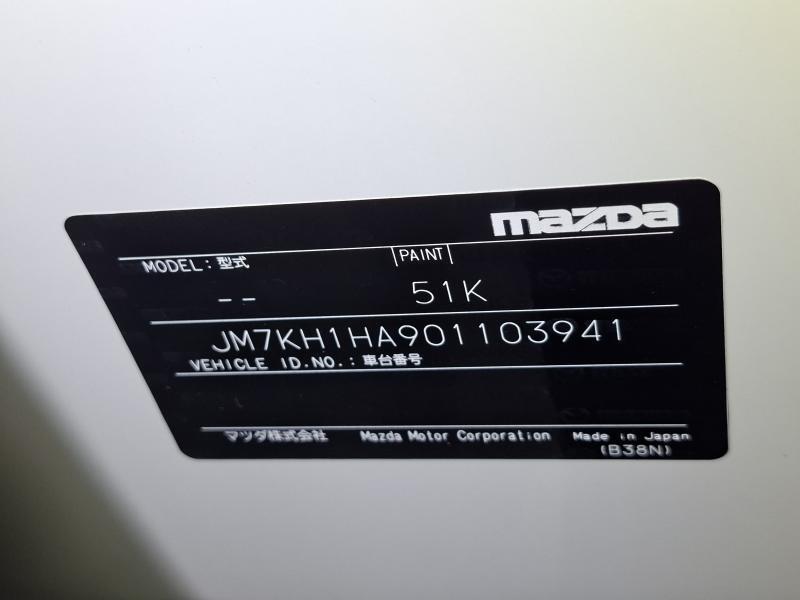 mazda
MODEL: 型式 PAINT
-- 51K
JM7KH1HA901103941
VEHICLE ID.NO.: 車台番号
マツダ株式会社 Mazda Motor Corporation Made in Japan
(B38N)